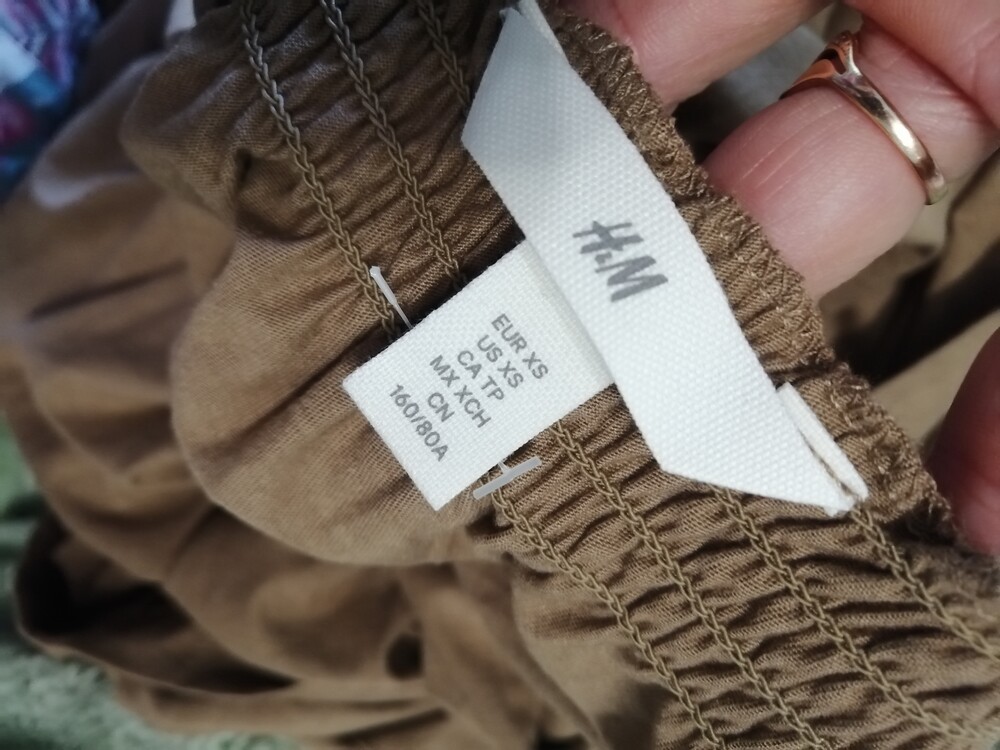 H&M
EUR XS
US XS
CA TP
MX XCH
CN
160/80A